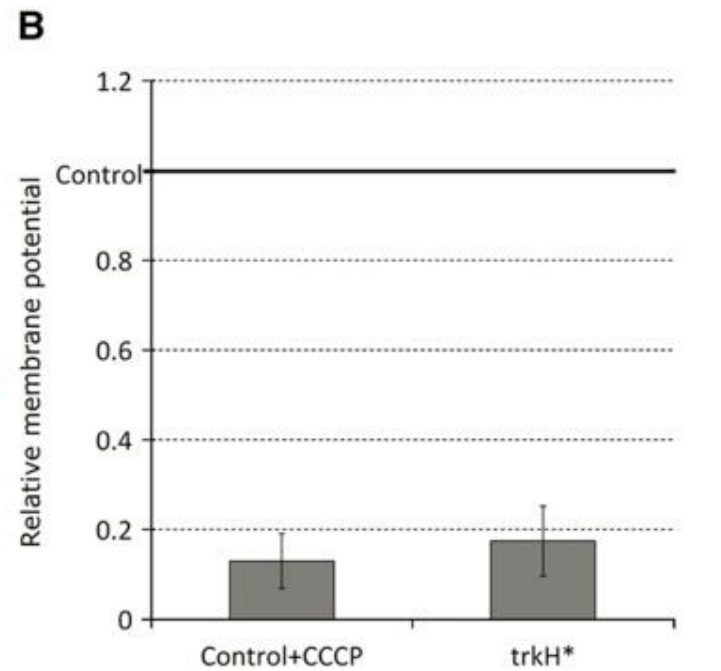 B
Relative membrane potential
1.2
Control
0.8
0.6
0.4
0.2
0
Control+CCCP
trkH*